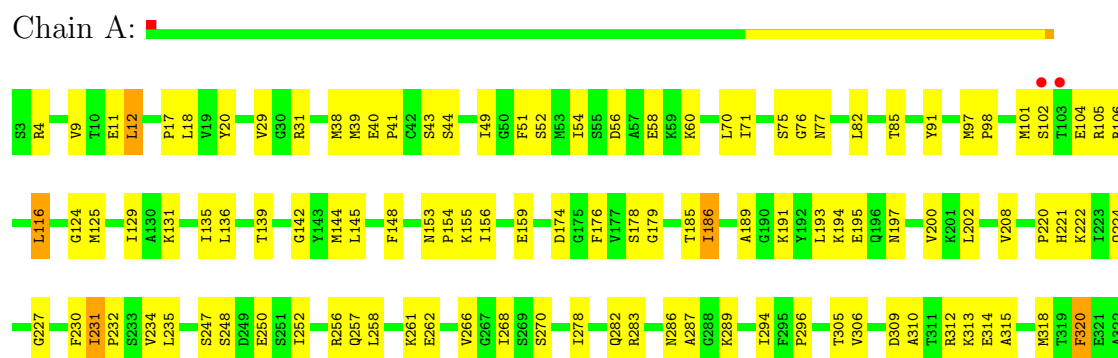 Chain A:
S3 R4 V9 T10 E11 L12 P17 L18 V19 Y20 V29 G30 R31 M38 M39 E40 P41 C42 S43 S44 I49 G50 F51 S52 M53 I54 S55 D56 A57 E58 K59 K60 L70 I71 S75 G76 N77 L82 T85 Y91 M97 P98 M101 S102 T103 E104 R105
L116 G124 M125 I129 A130 K131 I135 L136 T139 G142 Y143 M144 L145 F148 N153 P154 K155 I156 E159 D174 G175 F176 V177 S178 G179 T185 I186 A189 G190 K191 Y192 L193 K194 E195 Q196 N197 V200 K201 L202 V208 P220 H221 K222 I223
G227 F230 I231 P232 S233 V234 L235 S247 S248 D249 E250 S251 I252 R256 Q257 L258 K261 E262 V266 G267 I268 S269 S270 I278 Q282 R283 N286 A287 G288 K289 I294 F295 P296 T305 V306 D309 A310 T311 R312 K313 E314 A315 M318 T319 F320 E321